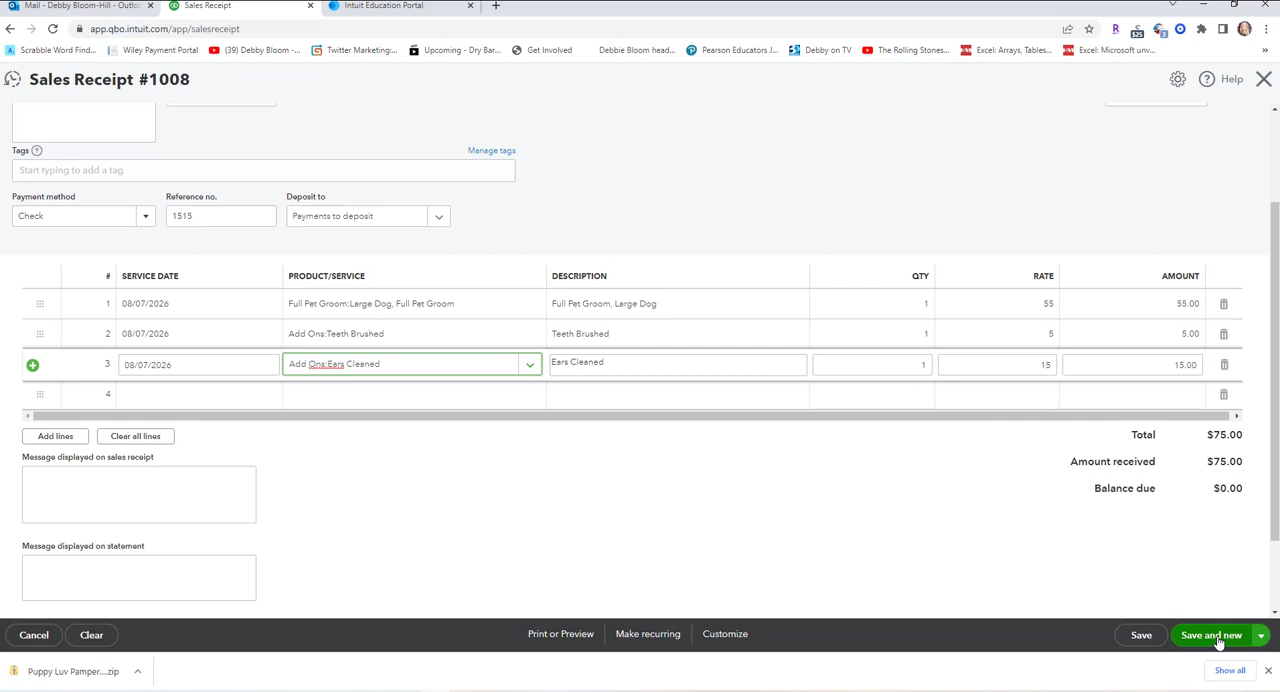 Mail - Debby Bloom-Hill - Outlo
Sales Receipt
Intuit Education Portal
app.qbo.intuit.com/app/salesreceipt
Scrabble Word Find...
Wiley Payment Portal
(39) Debby Bloom -...
Twitter Marketing:...
Upcoming - Dry Bar...
Get Involved
Debbie Bloom head...
Pearson Educators J...
Debby on TV
The Rolling Stones...
Excel: Arrays, Tables...
Excel: Microsoft unv...
Sales Receipt #1008
Help
Tags
Manage tags
Start typing to add a tag
Payment method
Reference no.
Deposit to
Check
1515
Payments to deposit
# SERVICE DATE PRODUCT/SERVICE DESCRIPTION QTY RATE AMOUNT
1 08/07/2026 Full Pet Groom:Large Dog, Full Pet Groom Full Pet Groom, Large Dog 1 55 55.00
2 08/07/2026 Add Ons:Teeth Brushed Teeth Brushed 1 5 5.00
3 08/07/2026 Add Ons:Ears Cleaned Ears Cleaned 1 15 15.00
4
Add lines
Clear all lines
Total $75.00
Message displayed on sales receipt
Amount received $75.00
Balance due $0.00
Message displayed on statement
Cancel
Clear
Print or Preview
Make recurring
Customize
Save
Save and new
Puppy Luv Pamper....zip
Show all